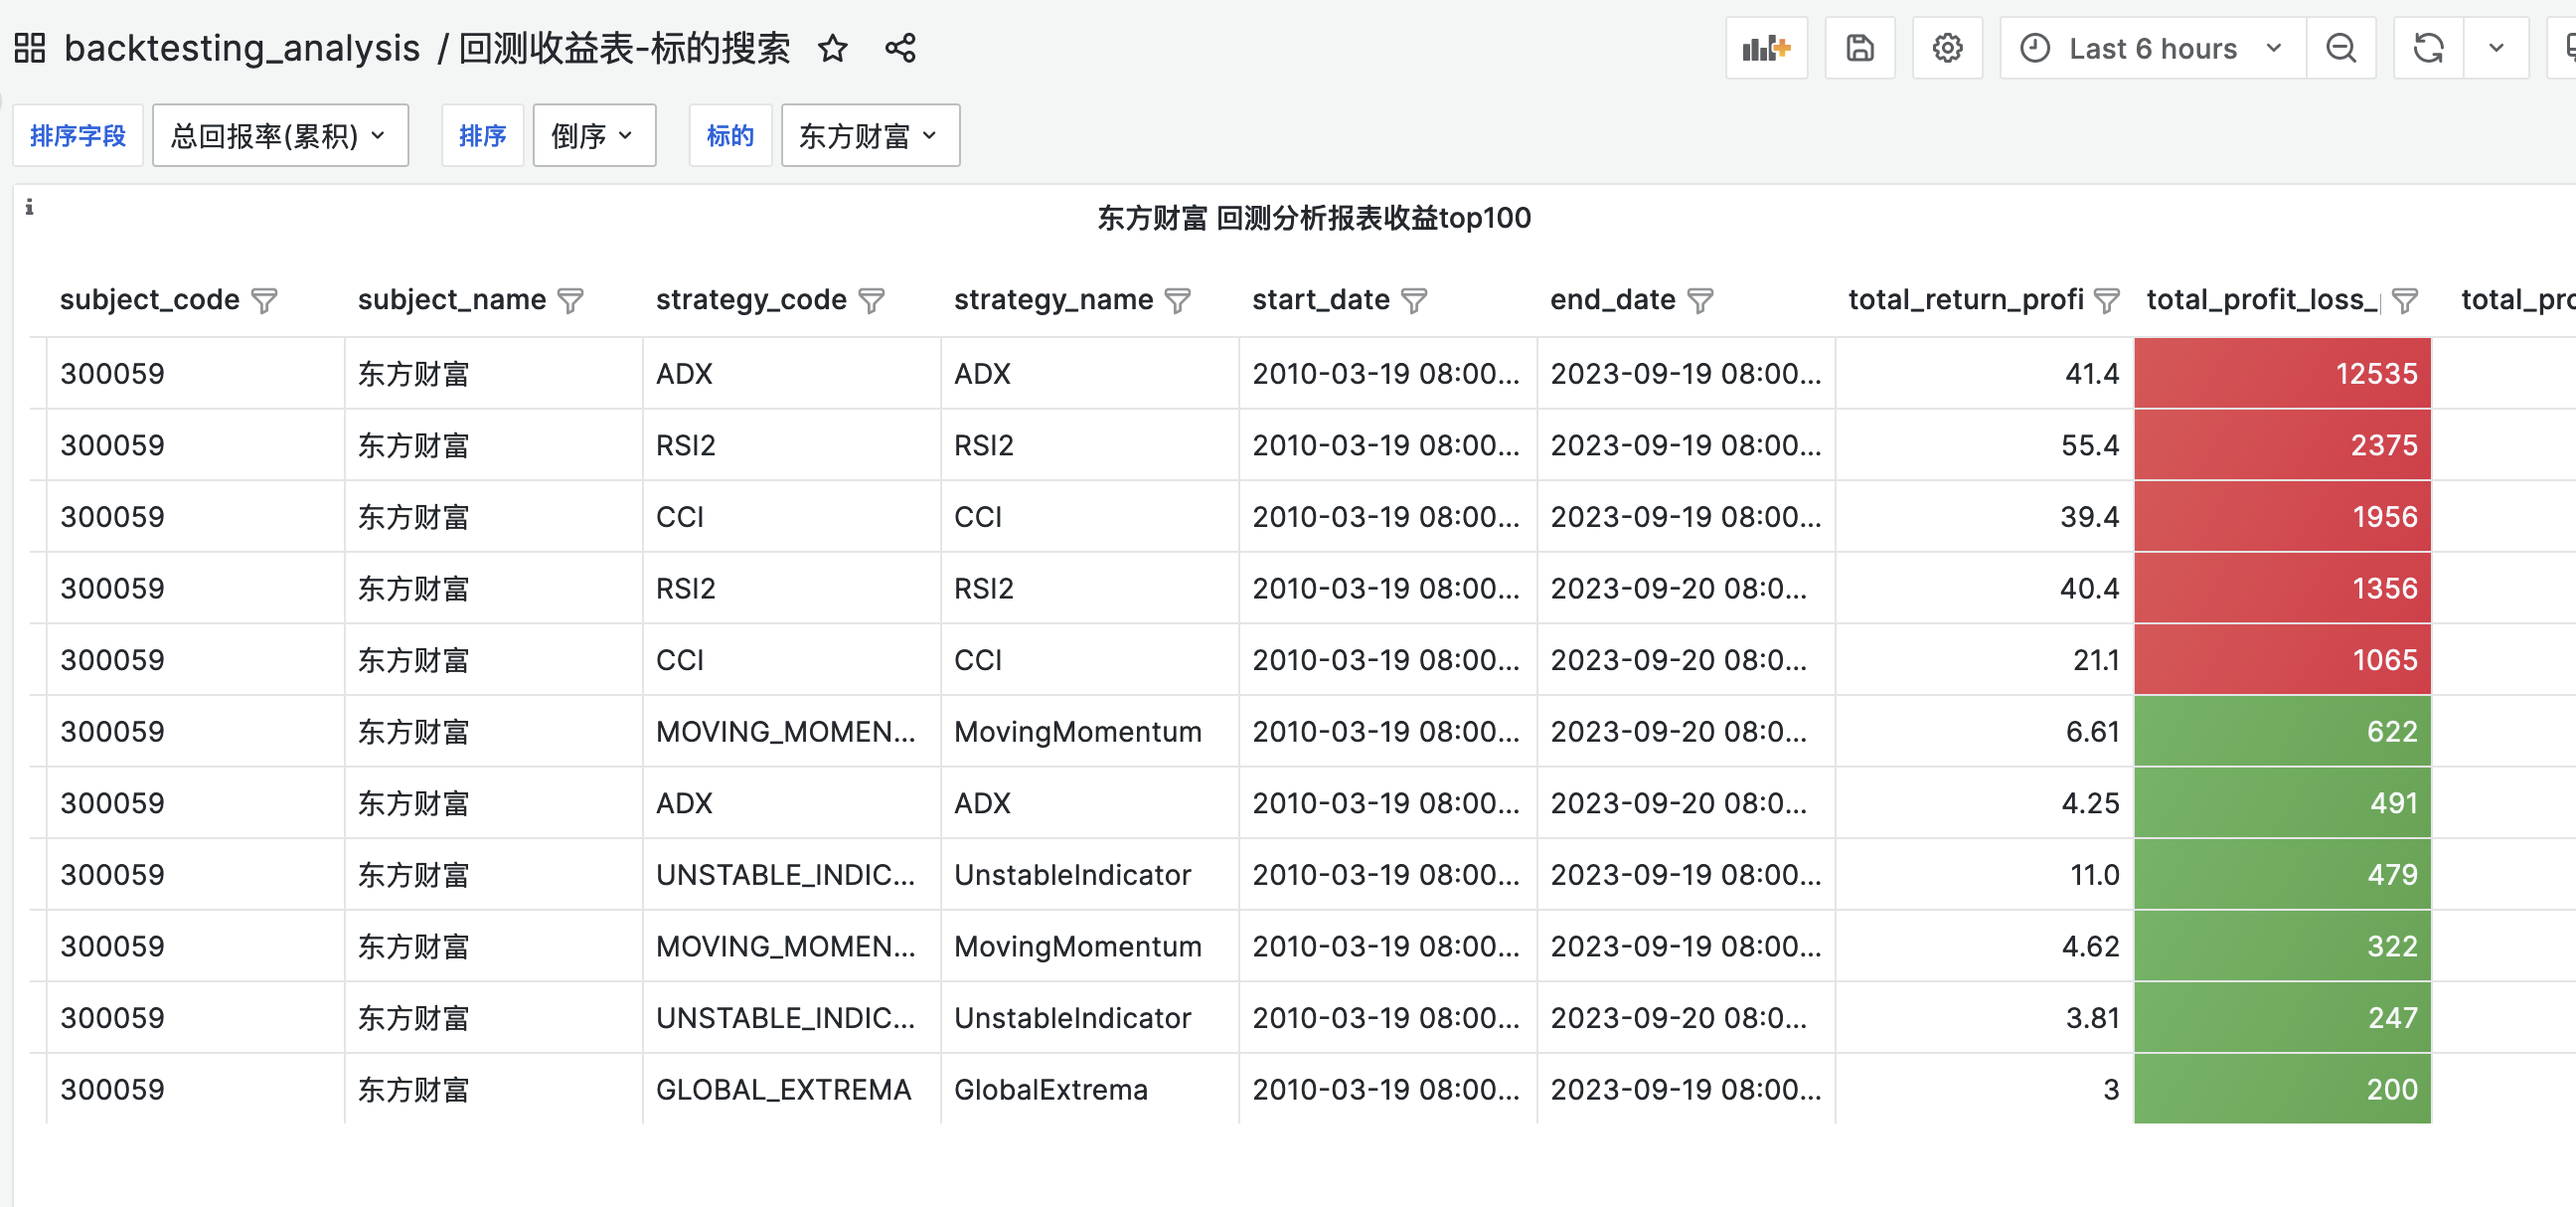 backtesting_analysis / 回测收益表-标的搜索 Last 6 hours
排序字段 总回报率(累积) 排序 倒序 标的 东方财富
i
东方财富 回测分析报表收益top100
subject_code subject_name strategy_code strategy_name start_date end_date total_return_profi total_profit_loss_ total_pro
300059 东方财富 ADX ADX 2010-03-19 08:00... 2023-09-19 08:00... 41.4 12535
300059 东方财富 RSI2 RSI2 2010-03-19 08:00... 2023-09-19 08:00... 55.4 2375
300059 东方财富 CCI CCI 2010-03-19 08:00... 2023-09-19 08:00... 39.4 1956
300059 东方财富 RSI2 RSI2 2010-03-19 08:00... 2023-09-20 08:0... 40.4 1356
300059 东方财富 CCI CCI 2010-03-19 08:00... 2023-09-20 08:0... 21.1 1065
300059 东方财富 MOVING_MOMEN... MovingMomentum 2010-03-19 08:00... 2023-09-20 08:0... 6.61 622
300059 东方财富 ADX ADX 2010-03-19 08:00... 2023-09-20 08:0... 4.25 491
300059 东方财富 UNSTABLE_INDIC... UnstableIndicator 2010-03-19 08:00... 2023-09-19 08:00... 11.0 479
300059 东方财富 MOVING_MOMEN... MovingMomentum 2010-03-19 08:00... 2023-09-19 08:00... 4.62 322
300059 东方财富 UNSTABLE_INDIC... UnstableIndicator 2010-03-19 08:00... 2023-09-20 08:0... 3.81 247
300059 东方财富 GLOBAL_EXTREMA GlobalExtrema 2010-03-19 08:00... 2023-09-19 08:00... 3 200